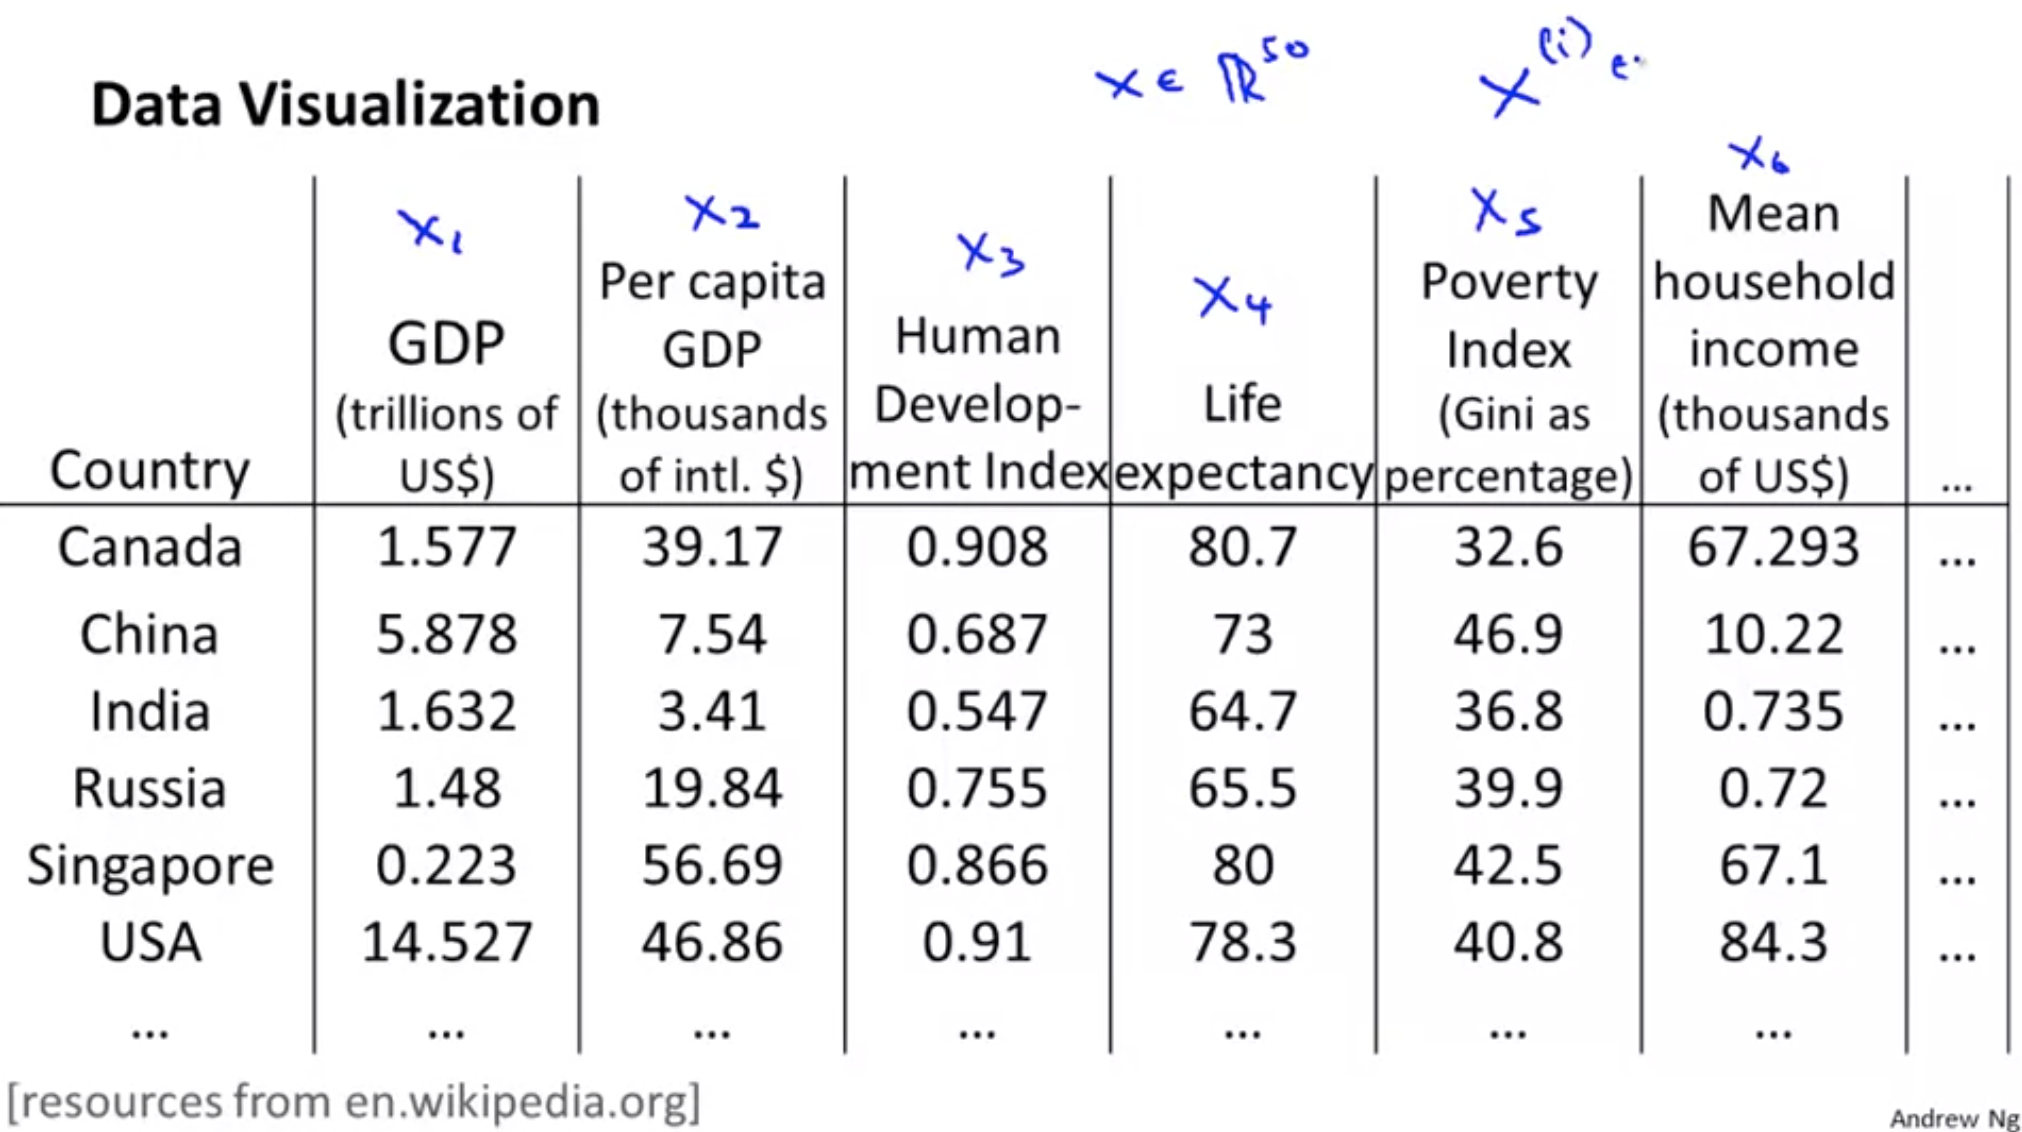 x ∈ ℝ⁵⁰ x⁽ⁱ⁾ ∈
Data Visualization
x₁ x₂ x₃ x₄ x₅ x₆
Country
GDP
(trillions of
US$)
Per capita
GDP
(thousands
of intl. $)
Human
Develop-
ment Index
Life
expectancy
Poverty
Index
(Gini as
percentage)
Mean
household
income
(thousands
of US$)
...
Canada 1.577 39.17 0.908 80.7 32.6 67.293 ...
China 5.878 7.54 0.687 73 46.9 10.22 ...
India 1.632 3.41 0.547 64.7 36.8 0.735 ...
Russia 1.48 19.84 0.755 65.5 39.9 0.72 ...
Singapore 0.223 56.69 0.866 80 42.5 67.1 ...
USA 14.527 46.86 0.91 78.3 40.8 84.3 ...
... ... ... ... ... ... ...
[resources from en.wikipedia.org]
Andrew Ng